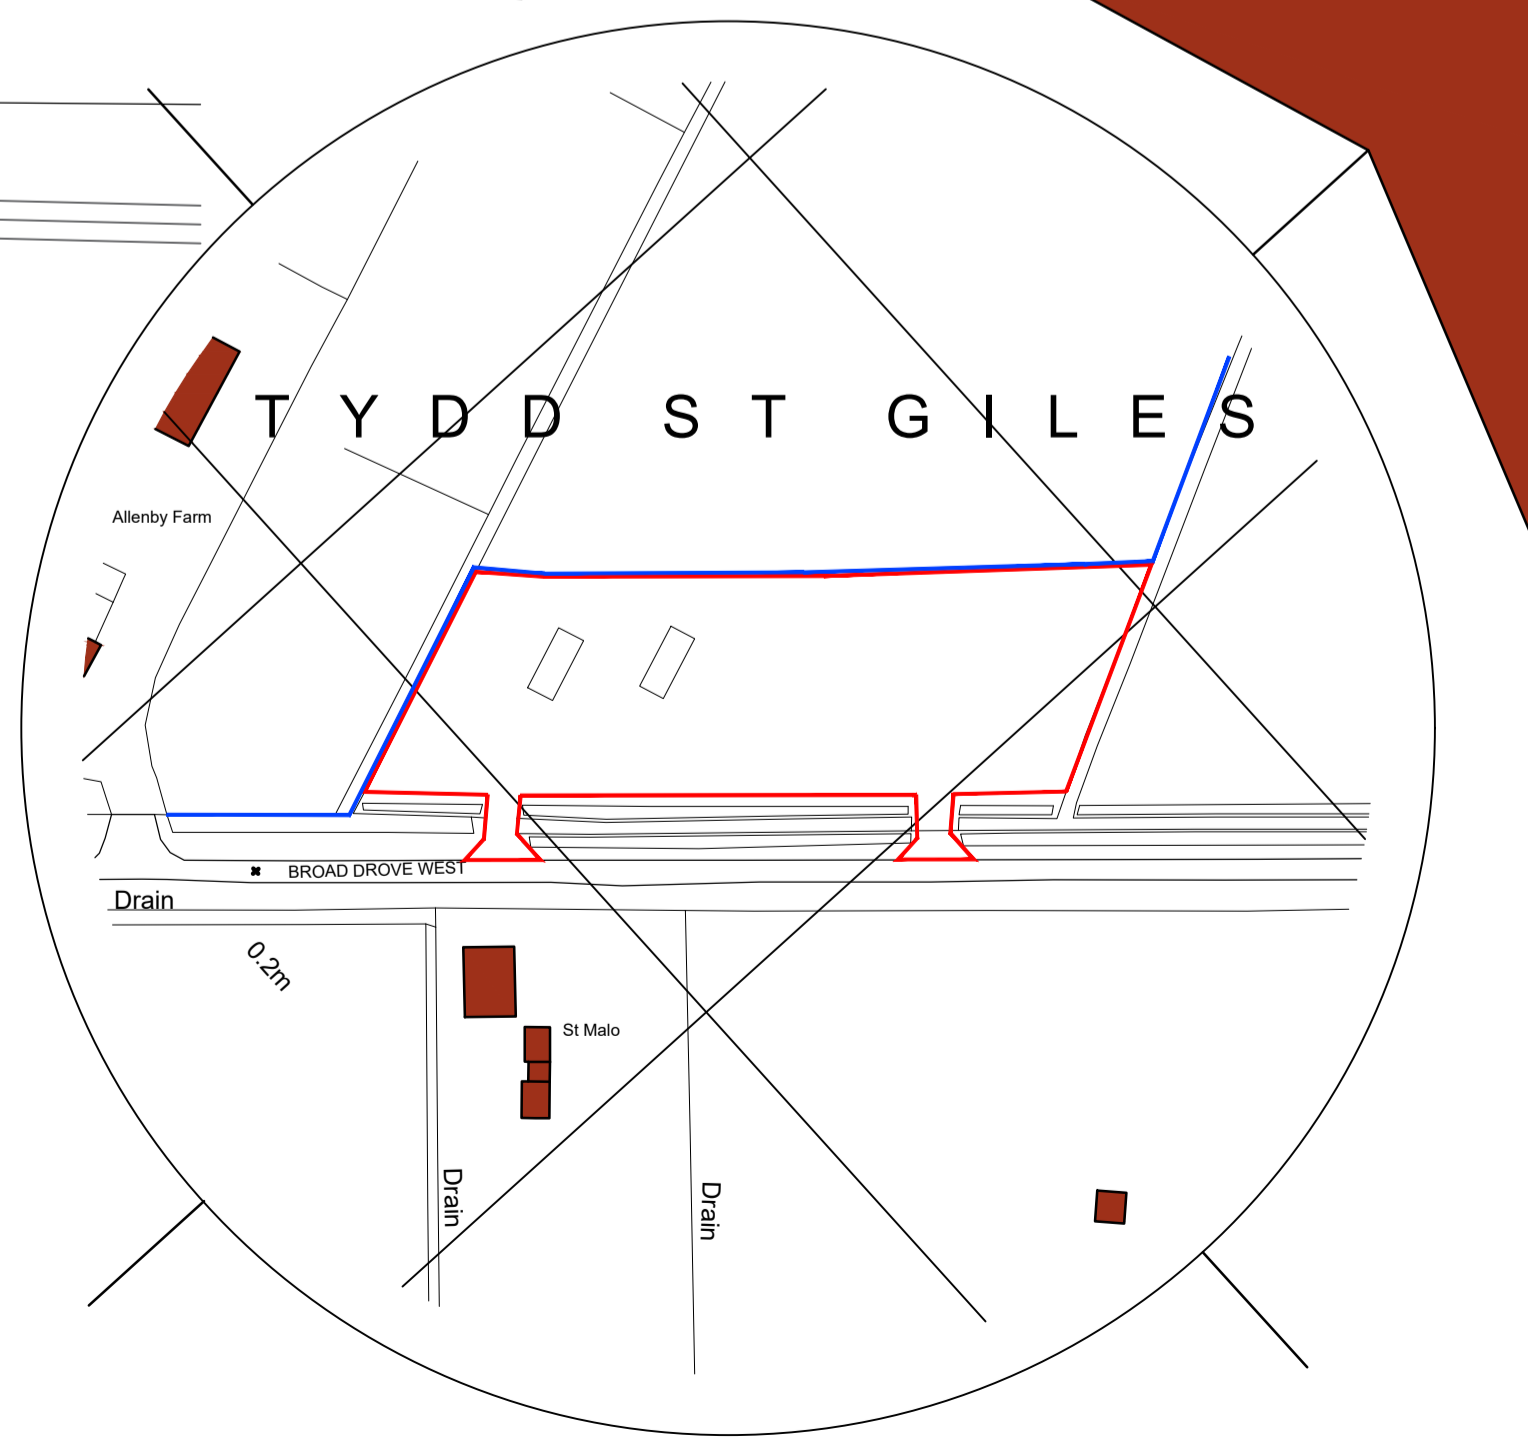 TYDD ST GILES
Allenby Farm
BROAD DROVE WEST
Drain
0.2m
St Malo
Drain
Drain